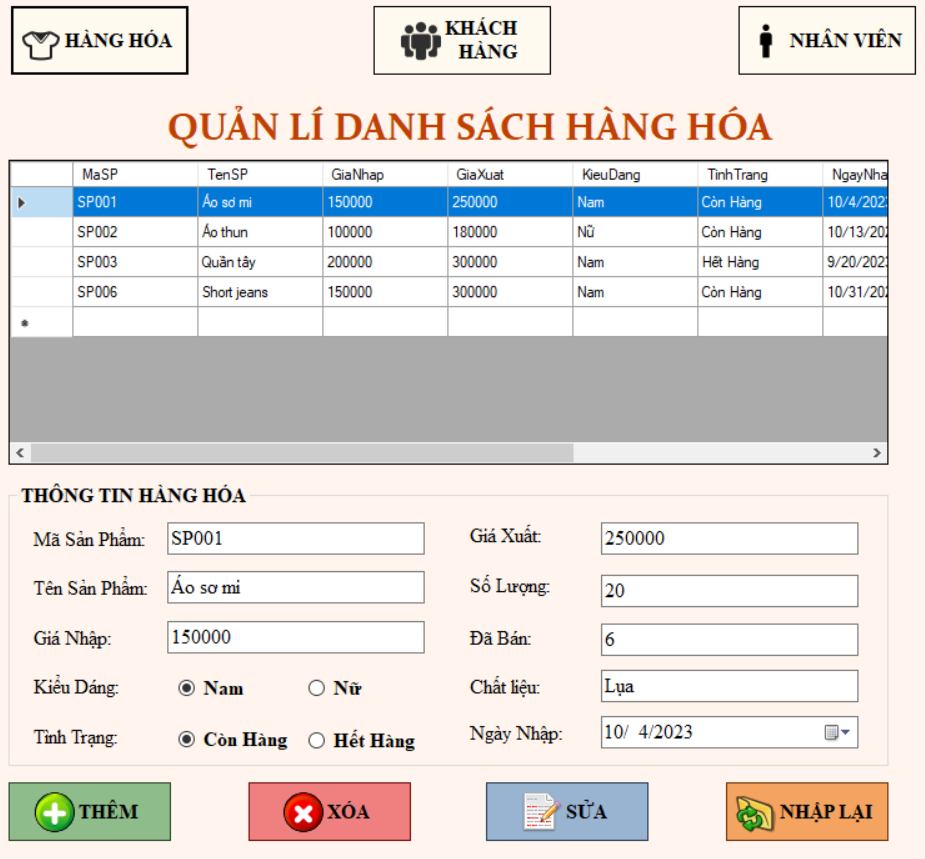 HÀNG HÓA
KHÁCH
HÀNG
NHÂN VIÊN
QUẢN LÍ DANH SÁCH HÀNG HÓA
MaSP TenSP GiaNhap GiaXuat KieuDang TinhTrang NgayNha
SP001 Áo sơ mi 150000 250000 Nam Còn Hàng 10/4/202
SP002 Áo thun 100000 180000 Nữ Còn Hàng 10/13/20
SP003 Quần tây 200000 300000 Nam Hết Hàng 9/20/202
SP006 Short jeans 150000 300000 Nam Còn Hàng 10/31/20
THÔNG TIN HÀNG HÓA
Mã Sản Phẩm: SP001 Giá Xuất: 250000
Tên Sản Phẩm: Áo sơ mi Số Lượng: 20
Giá Nhập: 150000 Đã Bán: 6
Kiểu Dáng: Nam Nữ Chất liệu: Lụa
Tình Trạng: Còn Hàng Hết Hàng Ngày Nhập: 10/ 4/2023
THÊM XÓA SỬA NHẬP LẠI